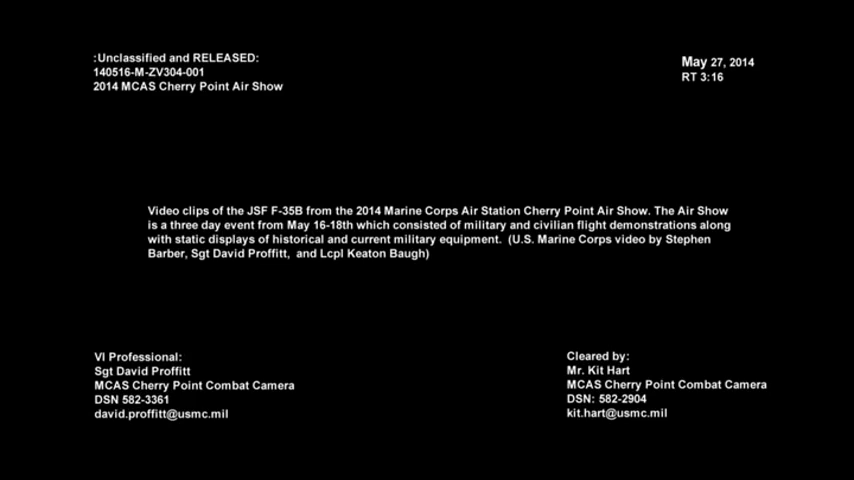 :Unclassified and RELEASED:
140516-M-ZV304-001
2014 MCAS Cherry Point Air Show
May 27, 2014
RT 3:16
Video clips of the JSF F-35B from the 2014 Marine Corps Air Station Cherry Point Air Show. The Air Show
is a three day event from May 16-18th which consisted of military and civilian flight demonstrations along
with static displays of historical and current military equipment.  (U.S. Marine Corps video by Stephen
Barber, Sgt David Proffitt,  and Lcpl Keaton Baugh)
VI Professional:
Sgt David Proffitt
MCAS Cherry Point Combat Camera
DSN 582-3361
david.proffitt@usmc.mil
Cleared by:
Mr. Kit Hart
MCAS Cherry Point Combat Camera
DSN: 582-2904
kit.hart@usmc.mil